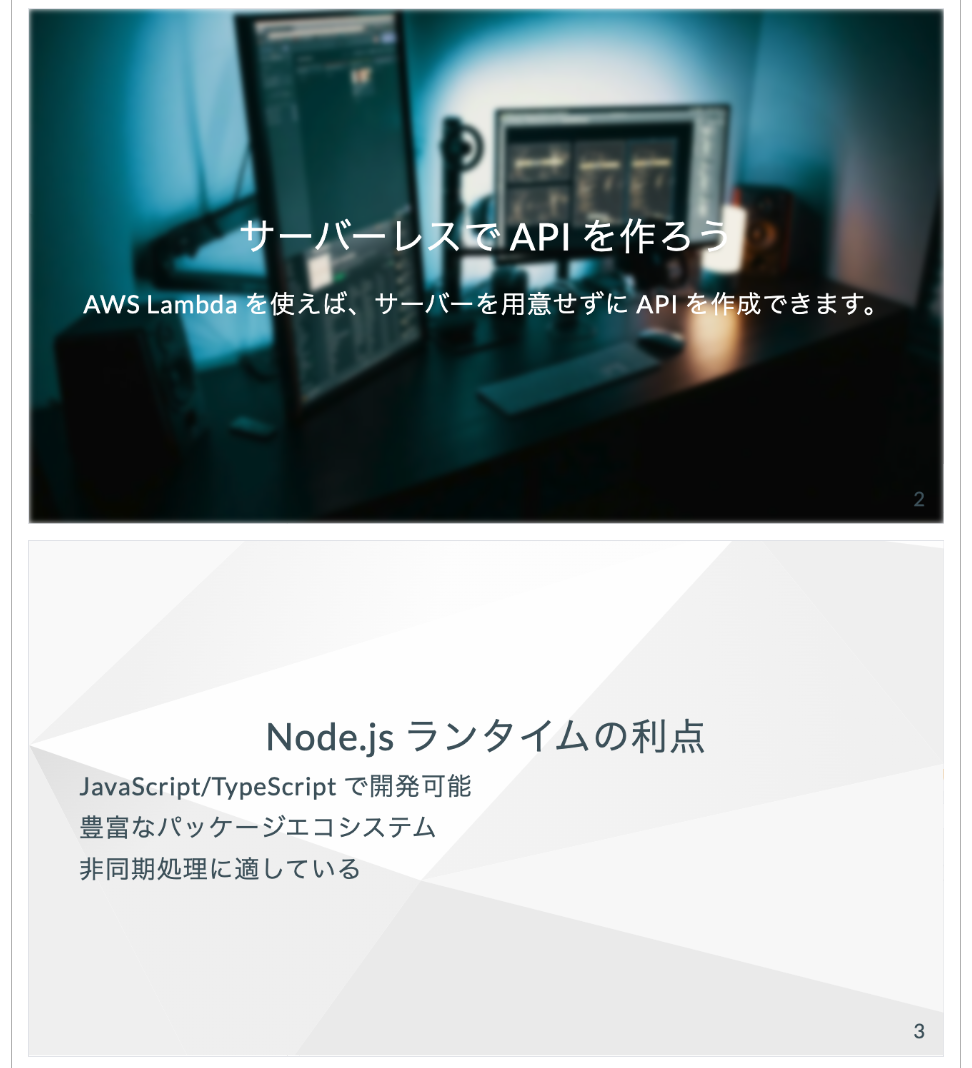 サーバーレスで API を作ろう
AWS Lambda を使えば、サーバーを用意せずに API を作成できます。
2
Node.js ランタイムの利点
JavaScript/TypeScript で開発可能
豊富なパッケージエコシステム
非同期処理に適している
3